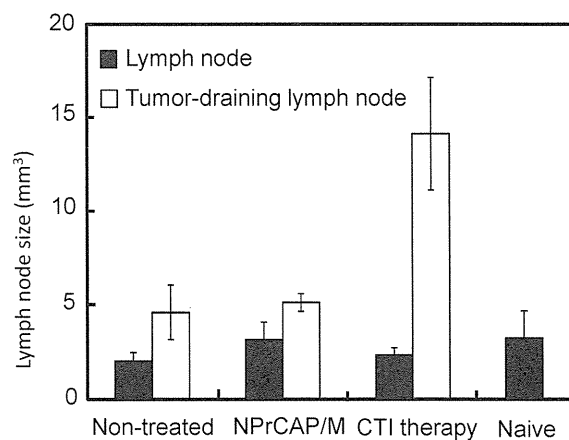 Lymph node size (mm³)
20
15
10
5
0
Lymph node
Tumor-draining lymph node
Non-treated
NPrCAP/M
CTI therapy
Naive